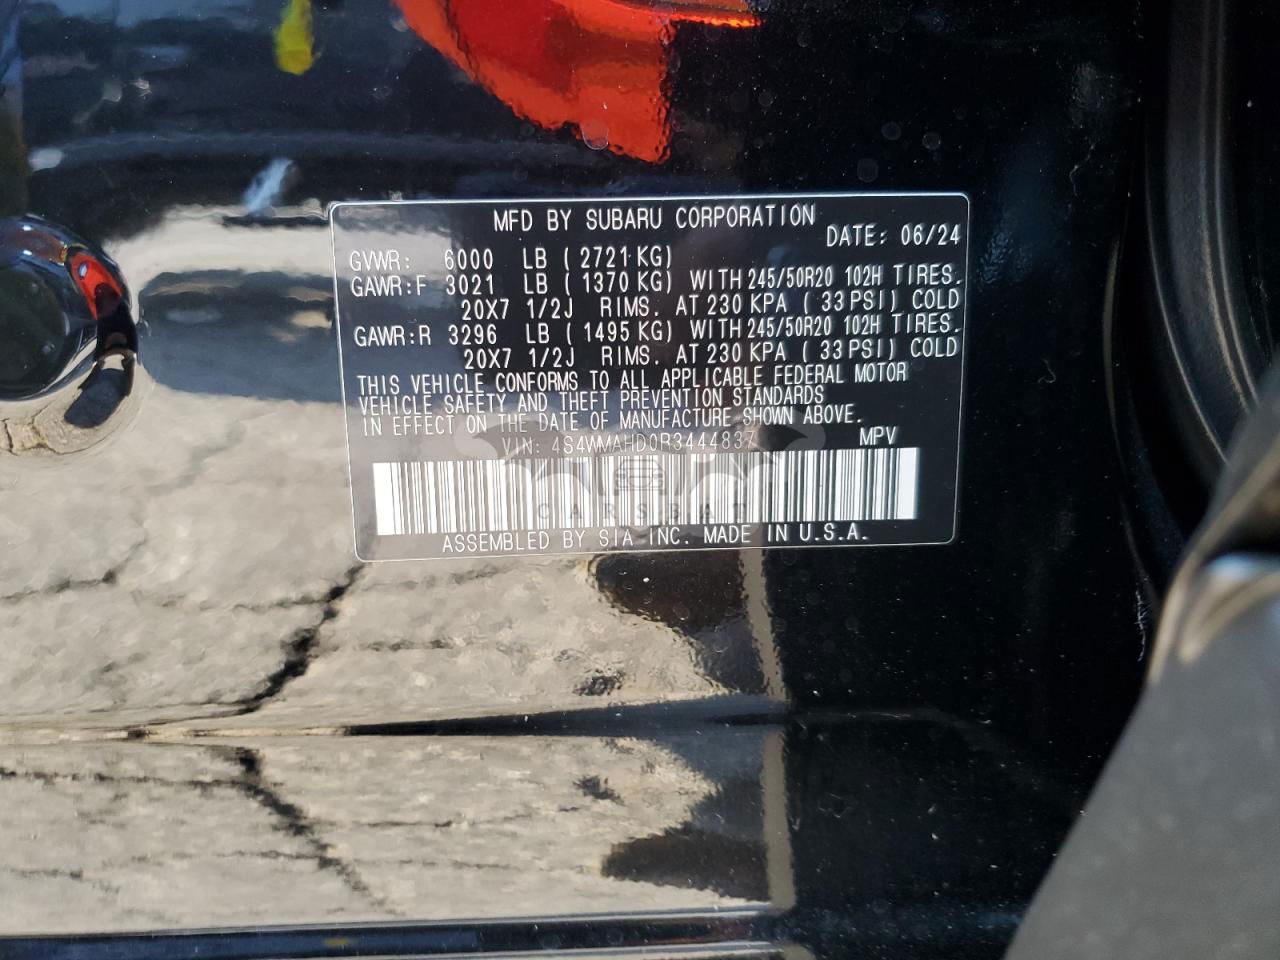 MFD BY SUBARU CORPORATION
DATE: 06/24
GVWR: 6000 LB ( 2721 KG)
GAWR:F 3021 LB ( 1370 KG) WITH 245/50R20 102H TIRES.
20X7 1/2J RIMS. AT 230 KPA ( 33 PSI) COLD
GAWR:R 3296 LB ( 1495 KG) WITH 245/50R20 102H TIRES.
20X7 1/2J RIMS. AT 230 KPA ( 33 PSI) COLD
THIS VEHICLE CONFORMS TO ALL APPLICABLE FEDERAL MOTOR
VEHICLE SAFETY AND THEFT PREVENTION STANDARDS
IN EFFECT ON THE DATE OF MANUFACTURE SHOWN ABOVE.
VIN: 4S4WMAHD0R3444837 MPV
CARSBAT
ASSEMBLED BY SIA INC. MADE IN U.S.A.